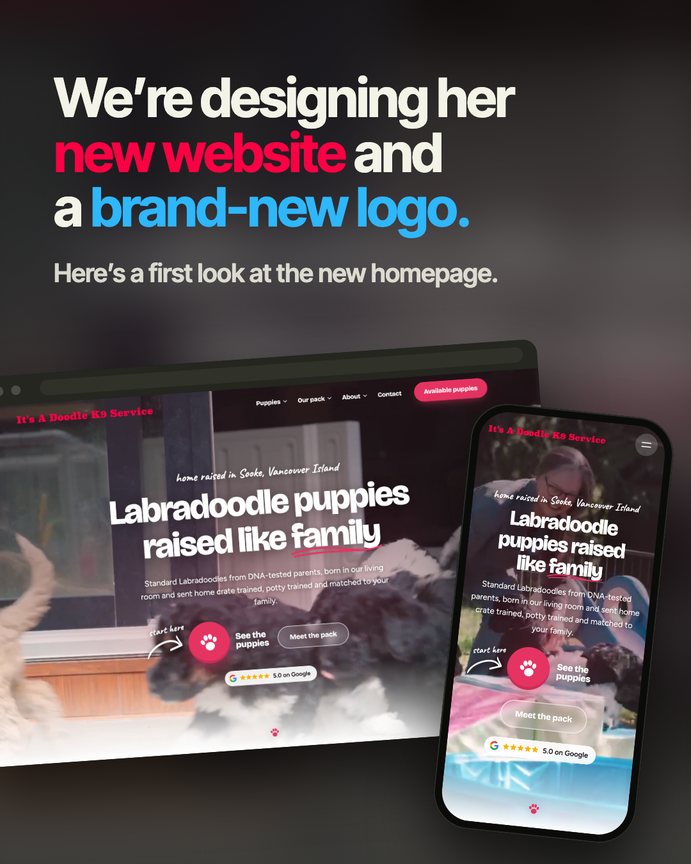 We're designing her
new website and
a brand-new logo.
Here's a first look at the new homepage.
It's A Doodle K9 Service
Puppies
Our pack
About
Contact
Available puppies
home raised in Sooke, Vancouver Island
Labradoodle puppies
raised like family
Standard Labradoodles from DNA-tested parents, born in our living
room and sent home crate trained, potty trained and matched to your
family.
start here
See the
puppies
Meet the pack
G ★★★★★ 5.0 on Google
It's A Doodle K9 Service
home raised in Sooke, Vancouver Island
Labradoodle
puppies raised
like family
Standard Labradoodles from DNA-tested
parents, born in our living room and sent home
crate trained, potty trained and matched to
your family.
start here
See the
puppies
Meet the pack
G ★★★★★ 5.0 on Google